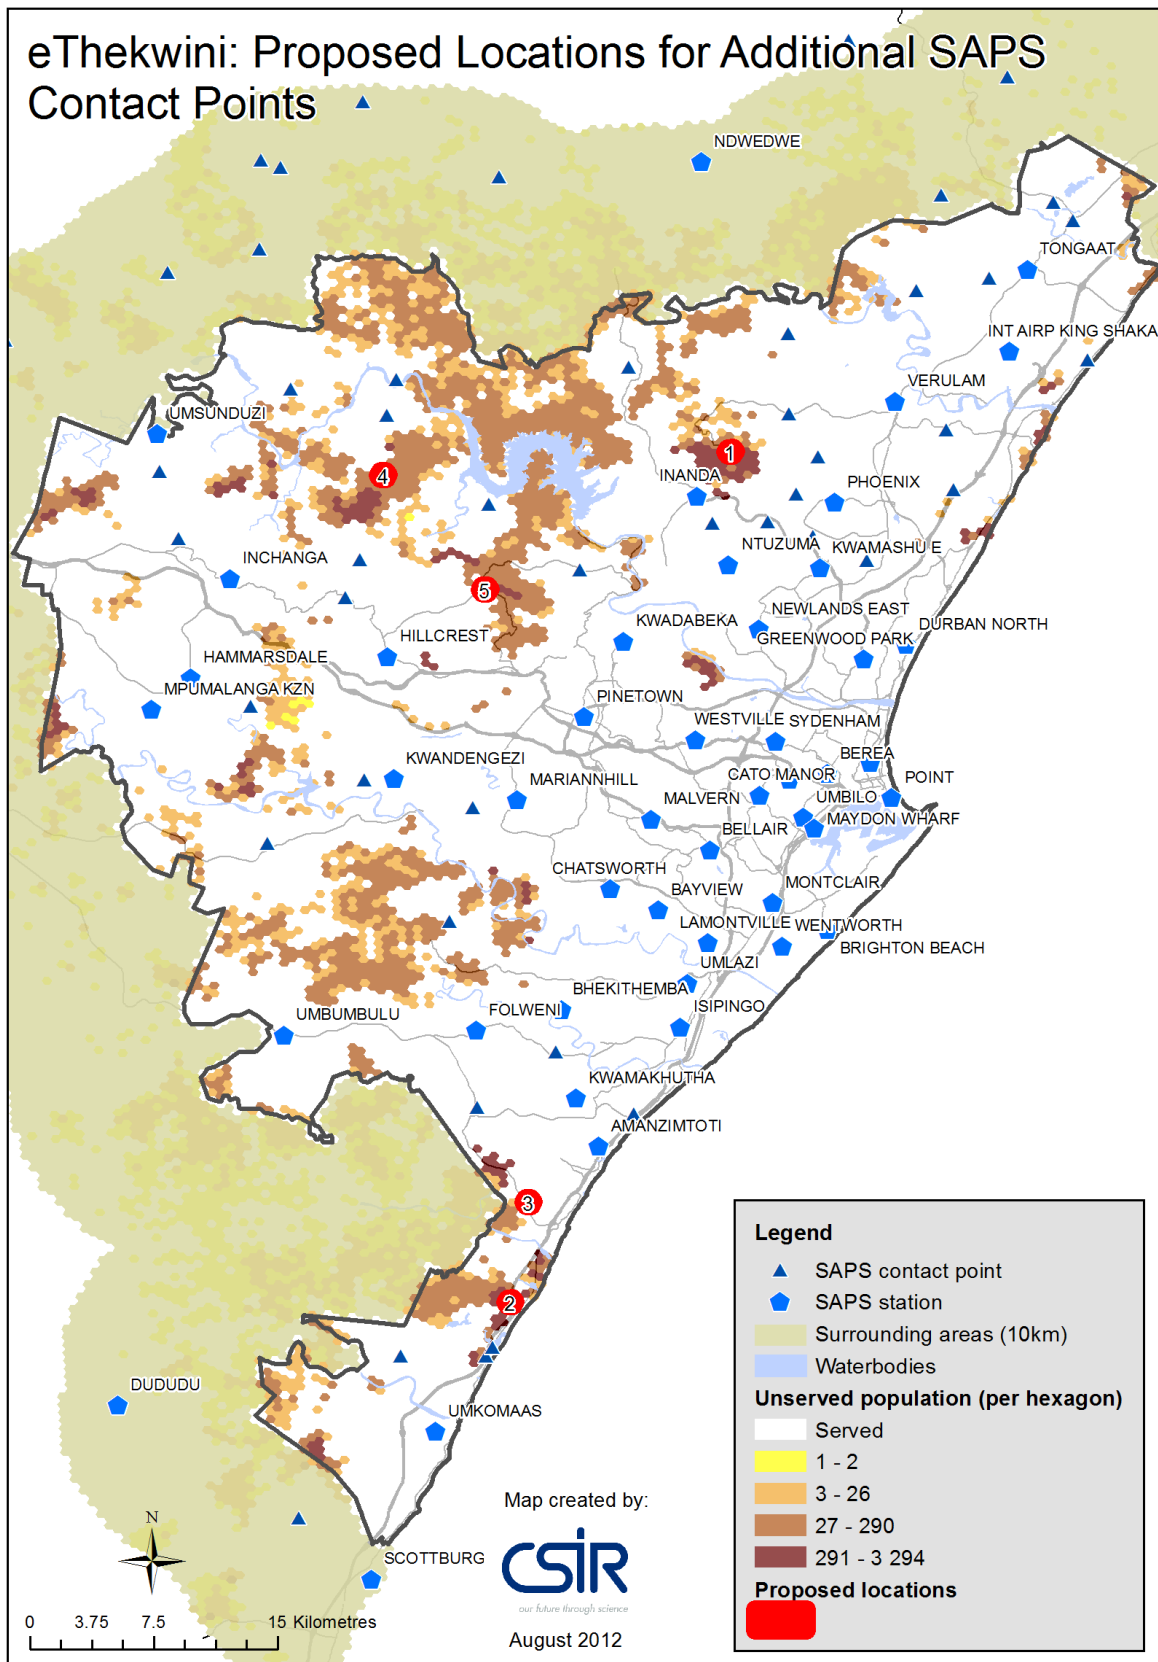 eThekwini: Proposed Locations for Additional SAPS
Contact Points
NDWEDWE
TONGAAT
INT AIRP KING SHAKA
VERULAM
UMSUNDUZI
1
4
INANDA
PHOENIX
NTUZUMA
KWAMASHU E
INCHANGA
5
NEWLANDS EAST
KWADABEKA
DURBAN NORTH
HILLCREST
GREENWOOD PARK
HAMMARSDALE
MPUMALANGA KZN
PINETOWN
WESTVILLE
SYDENHAM
BEREA
KWANDENGEZI
MARIANNHILL
CATO MANOR
POINT
MALVERN
UMBILO
MAYDON WHARF
BELLAIR
CHATSWORTH
BAYVIEW
MONTCLAIR
LAMONTVILLE
WENTWORTH
BRIGHTON BEACH
UMLAZI
BHEKITHEMBA
UMBUMBULU
FOLWENI
ISIPINGO
KWAMAKHUTHA
AMANZIMTOTI
3
2
DUDUDU
UMKOMAAS
SCOTTBURG
Legend
SAPS contact point
SAPS station
Surrounding areas (10km)
Waterbodies
Unserved population (per hexagon)
Served
1 - 2
3 - 26
27 - 290
291 - 3 294
Proposed locations
N
0 3.75 7.5 15 Kilometres
Map created by:
CSIR
our future through science
August 2012